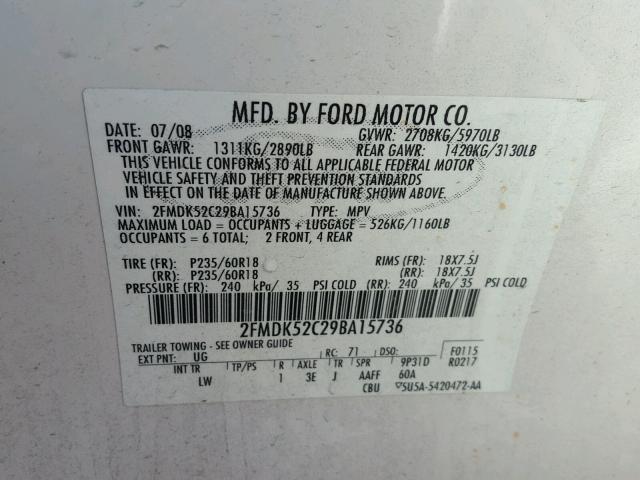 MFD. BY FORD MOTOR CO.
DATE: 07/08 GVWR: 2708KG/5970LB
FRONT GAWR: 1311KG/2890LB REAR GAWR: 1420KG/3130LB
THIS VEHICLE CONFORMS TO ALL APPLICABLE FEDERAL MOTOR
VEHICLE SAFETY AND THEFT PREVENTION STANDARDS
IN EFFECT ON THE DATE OF MANUFACTURE SHOWN ABOVE.
VIN: 2FMDK52C29BA15736 TYPE: MPV
MAXIMUM LOAD = OCCUPANTS + LUGGAGE = 526KG/1160LB
OCCUPANTS = 6 TOTAL; 2 FRONT, 4 REAR
TIRE (FR): P235/60R18 RIMS (FR): 18X7.5J
(RR): P235/60R18 (RR): 18X7.5J
PRESSURE (FR): 240 kPa/ 35 PSI COLD (RR): 240 kPa/ 35 PSI COLD
2FMDK52C29BA15736
TRAILER TOWING - SEE OWNER GUIDE
EXT PNT: UG RC: 71 DSO: F0115
INT TR TP/PS R AXLE TR SPR 9P31D R0217
LW 1 3E J AAFF 60A
CBU 5U5A-5420472-AA